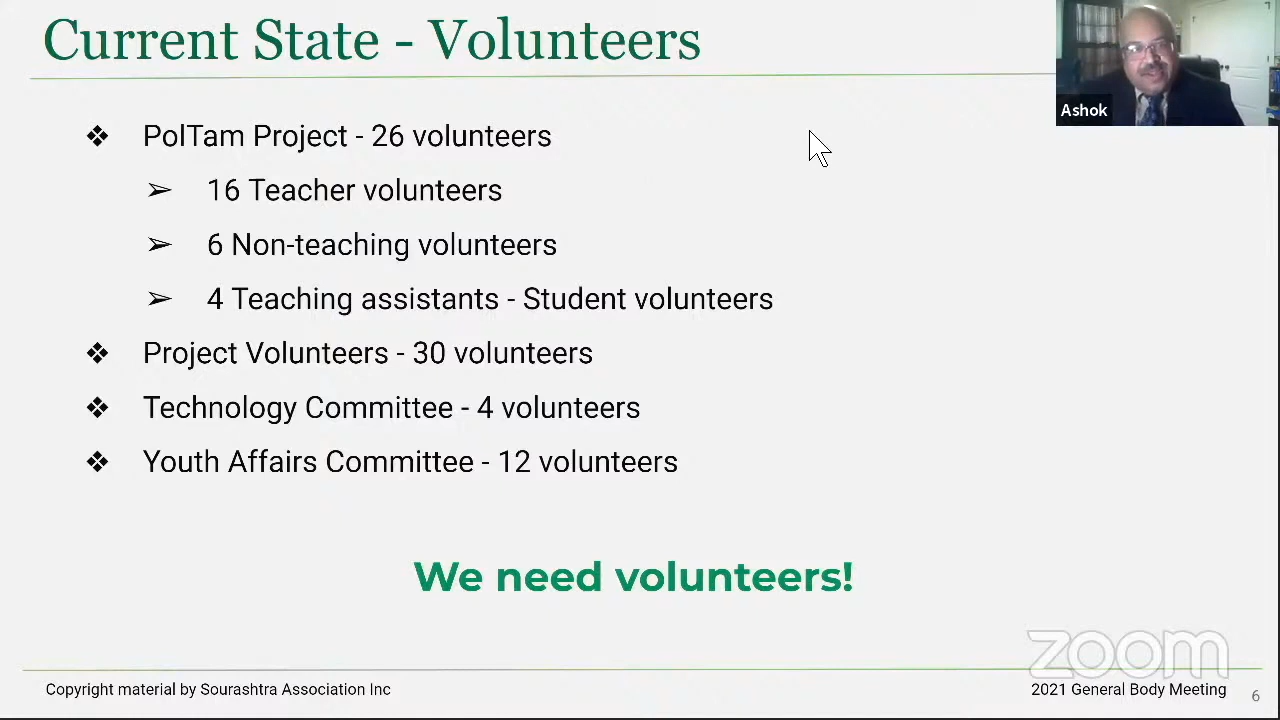 Current State - Volunteers
Ashok
❖ PolTam Project - 26 volunteers
➢ 16 Teacher volunteers
➢ 6 Non-teaching volunteers
➢ 4 Teaching assistants - Student volunteers
❖ Project Volunteers - 30 volunteers
❖ Technology Committee - 4 volunteers
❖ Youth Affairs Committee - 12 volunteers
We need volunteers!
zoom
Copyright material by Sourashtra Association Inc
2021 General Body Meeting
6